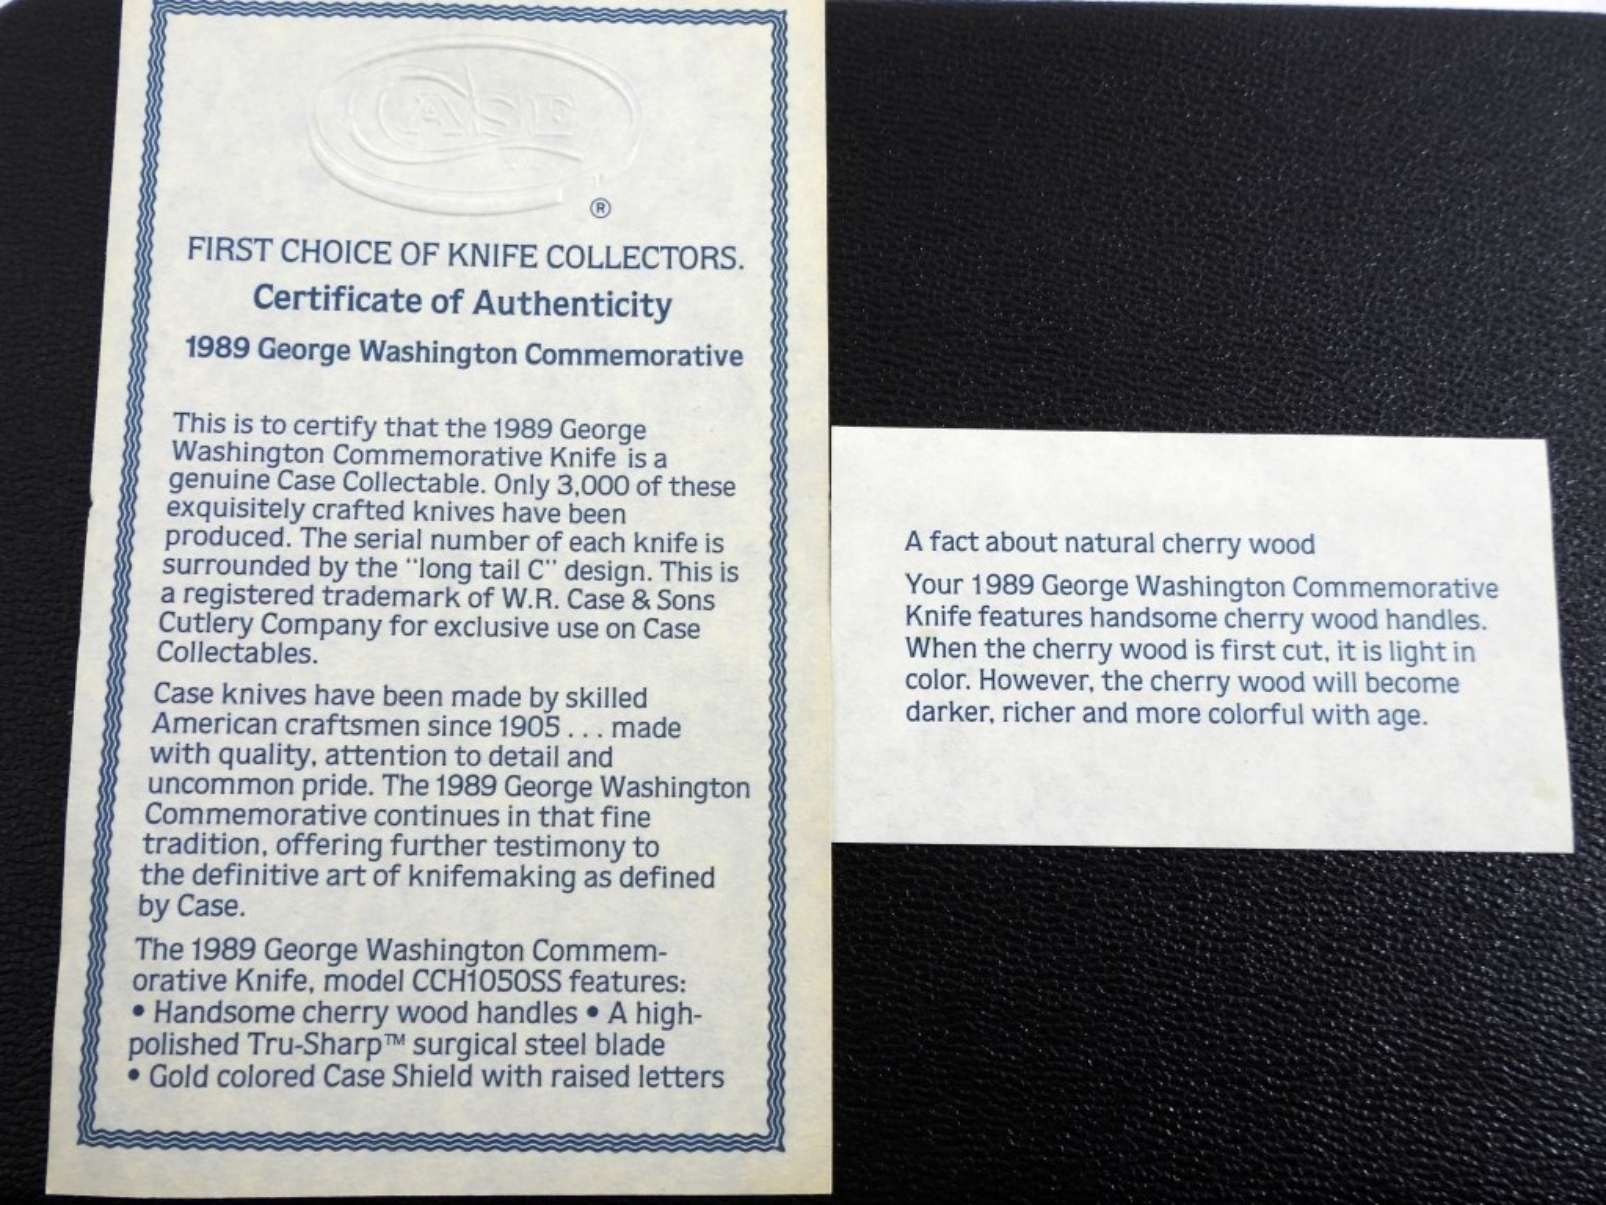 CASE
®
FIRST CHOICE OF KNIFE COLLECTORS.
Certificate of Authenticity
1989 George Washington Commemorative
This is to certify that the 1989 George
Washington Commemorative Knife is a
genuine Case Collectable. Only 3,000 of these
exquisitely crafted knives have been
produced. The serial number of each knife is
surrounded by the "long tail C" design. This is
a registered trademark of W.R. Case & Sons
Cutlery Company for exclusive use on Case
Collectables.
Case knives have been made by skilled
American craftsmen since 1905 . . . made
with quality, attention to detail and
uncommon pride. The 1989 George Washington
Commemorative continues in that fine
tradition, offering further testimony to
the definitive art of knifemaking as defined
by Case.
The 1989 George Washington Commem-
orative Knife, model CCH1050SS features:
• Handsome cherry wood handles • A high-
polished Tru-Sharp™ surgical steel blade
• Gold colored Case Shield with raised letters
A fact about natural cherry wood
Your 1989 George Washington Commemorative
Knife features handsome cherry wood handles.
When the cherry wood is first cut, it is light in
color. However, the cherry wood will become
darker, richer and more colorful with age.